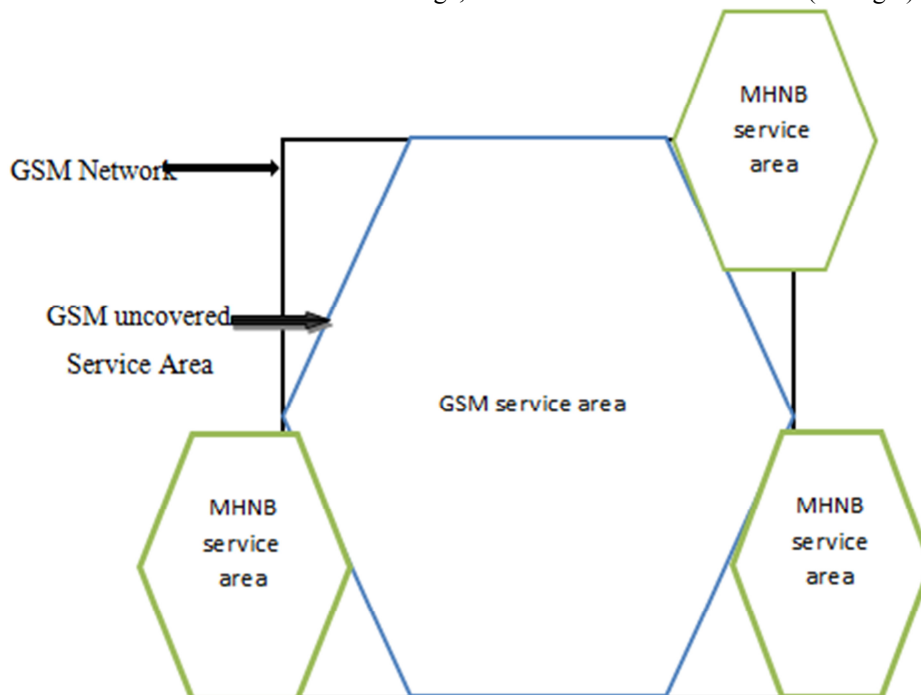 MHNB
service
area
GSM Network
GSM uncovered
Service Area
GSM service area
MHNB
service
area
MHNB
service
area